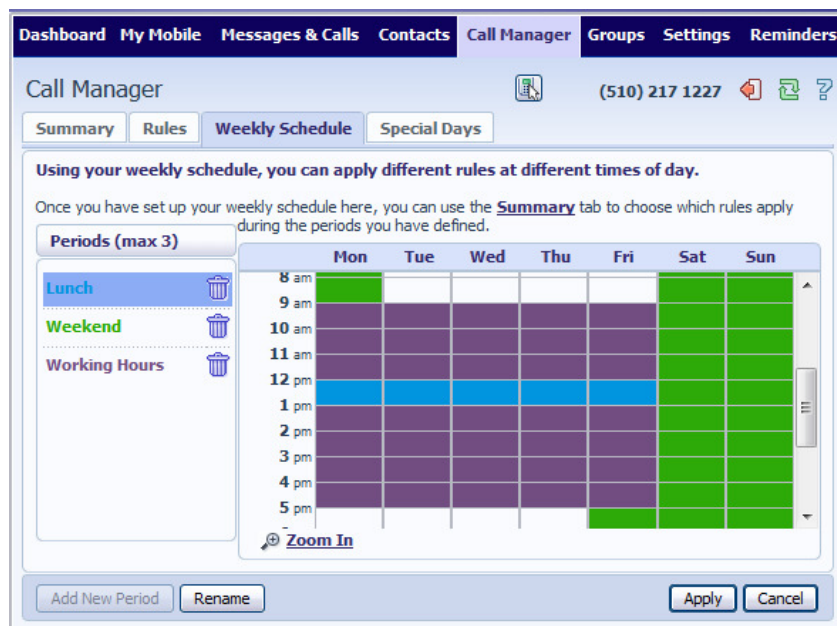 Dashboard My Mobile Messages & Calls Contacts Call Manager Groups Settings Reminders
Call Manager
(510) 217 1227
Summary Rules Weekly Schedule Special Days
Using your weekly schedule, you can apply different rules at different times of day.
Once you have set up your weekly schedule here, you can use the Summary tab to choose which rules apply
during the periods you have defined.
Periods (max 3)
Lunch
Weekend
Working Hours
Mon Tue Wed Thu Fri Sat Sun
8 am
9 am
10 am
11 am
12 pm
1 pm
2 pm
3 pm
4 pm
5 pm
Zoom In
Add New Period Rename Apply Cancel